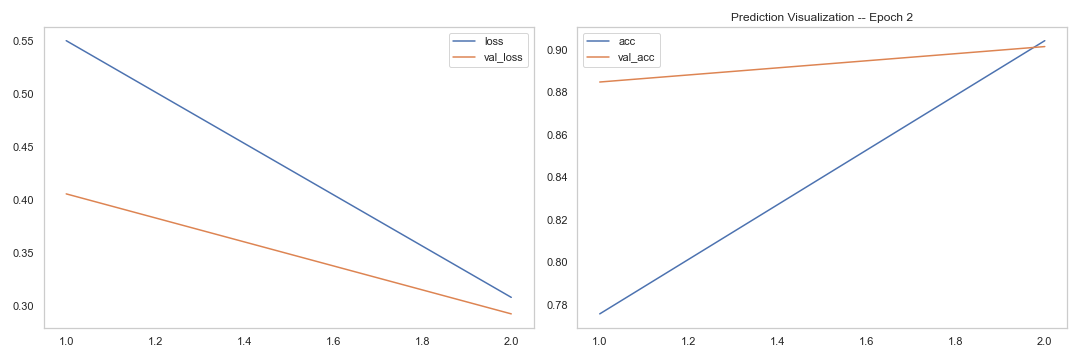 Prediction Visualization -- Epoch 2
0.55
0.50
0.45
0.40
0.35
0.30
loss
val_loss
1.0 1.2 1.4 1.6 1.8 2.0
0.90
0.88
0.86
0.84
0.82
0.80
0.78
acc
val_acc
1.0 1.2 1.4 1.6 1.8 2.0